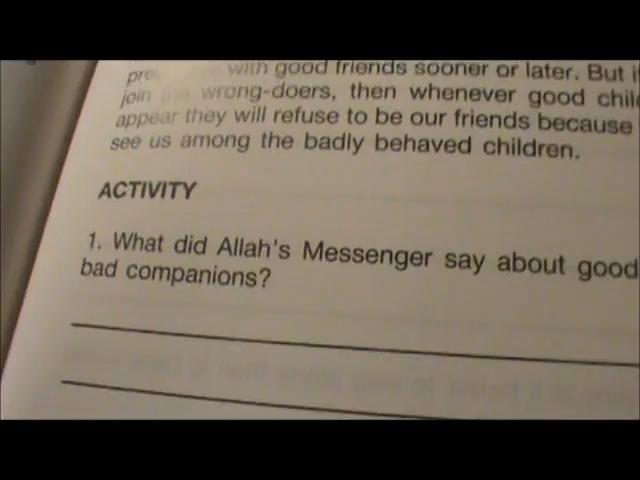 with good friends sooner or later. But
join the wrong-doers, then whenever good
appear they will refuse to be our friends because
see us among the badly behaved children.
ACTIVITY
1. What did Allah's Messenger say about good
bad companions?